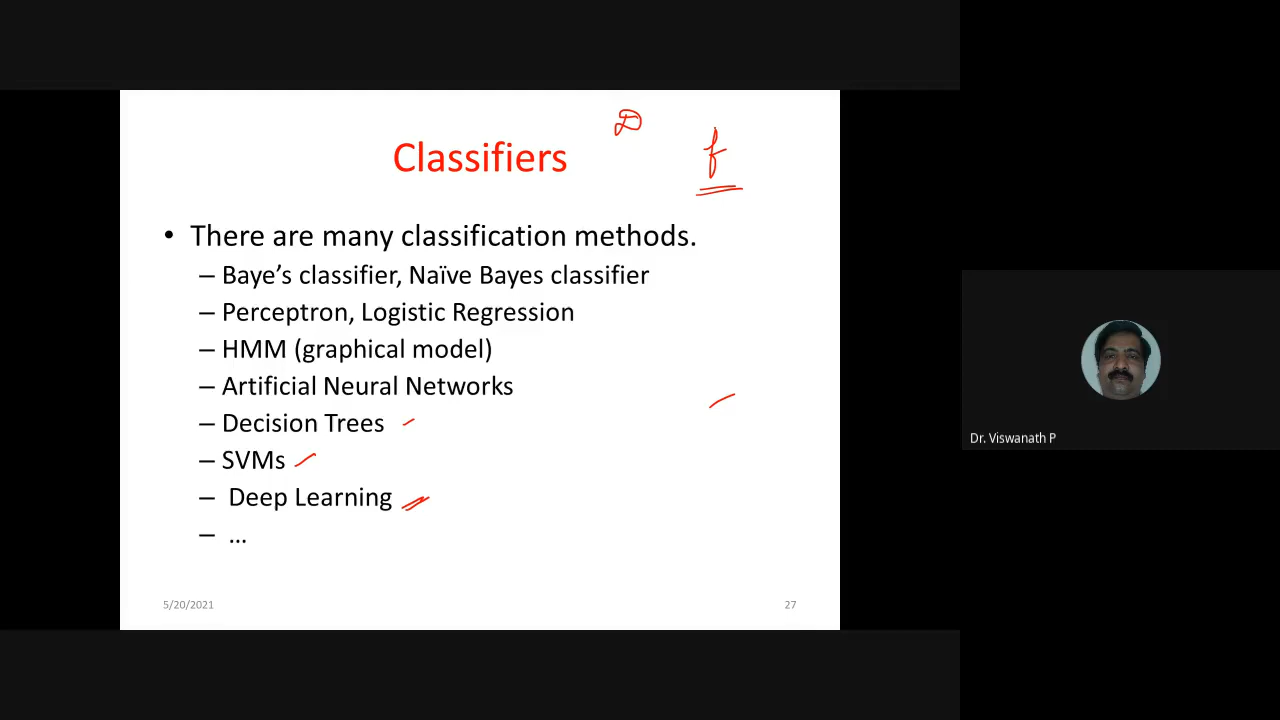 D
f
Classifiers
• There are many classification methods.
– Baye’s classifier, Naïve Bayes classifier
– Perceptron, Logistic Regression
– HMM (graphical model)
– Artificial Neural Networks
– Decision Trees
– SVMs
– Deep Learning
– …
5/20/2021
27
Dr. Viswanath P